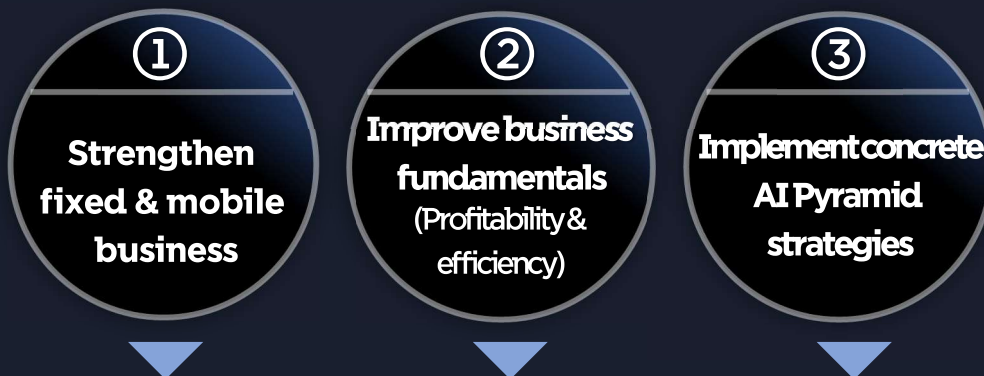 ①
Strengthen
fixed & mobile
business
②
Improve business
fundamentals
(Profitability &
efficiency)
③
Implement concrete
AI Pyramid
strategies